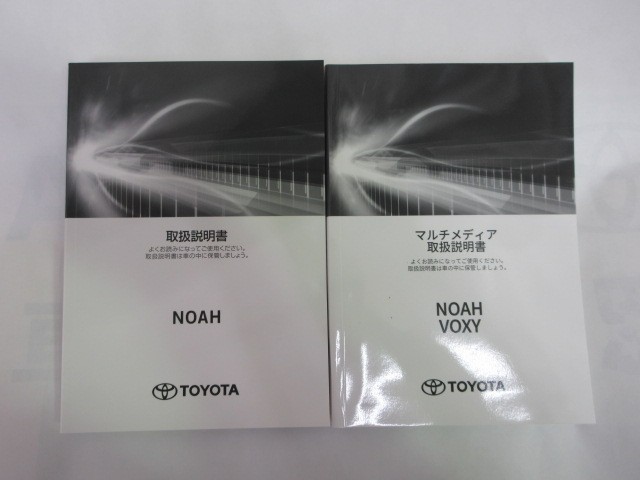 取扱説明書
よくお読みになってご使用ください。
取扱説明書は車の中に保管しましょう。
NOAH
TOYOTA
マルチメディア
取扱説明書
よくお読みになってご使用ください。
取扱説明書は車の中に保管しましょう。
NOAH
VOXY
TOYOTA